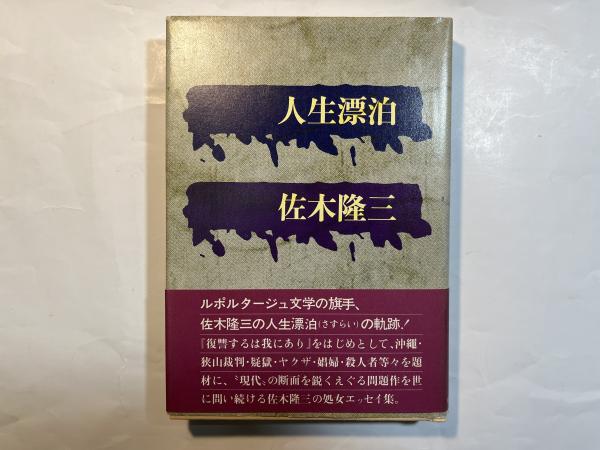 人生漂泊
佐木隆三
ルポルタージュ文学の旗手、
佐木隆三の人生漂泊(さすらい)の軌跡!
『復讐するは我にあり』をはじめとして、沖縄・
狭山裁判・疑獄・ヤクザ・娼婦・殺人者等々を題
材に、〝現代〟の断面を鋭くえぐる問題作を世
に問い続ける佐木隆三の処女エッセイ集。